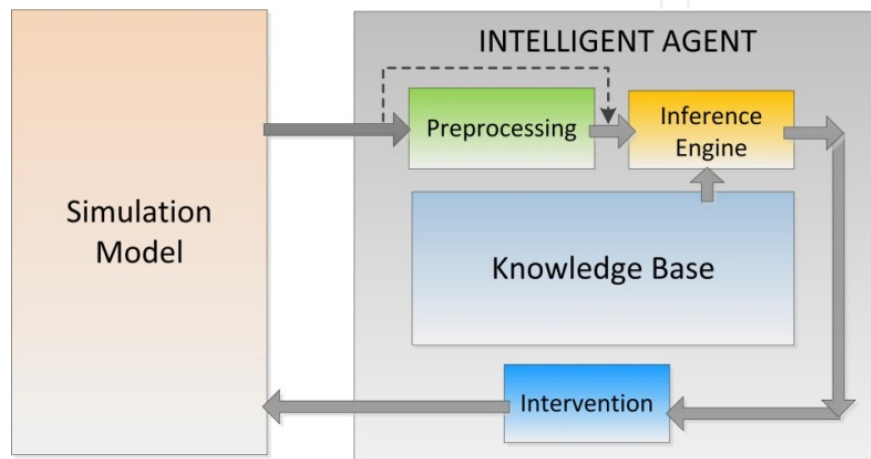 INTELLIGENT AGENT
Preprocessing
Inference
Engine
Simulation
Model
Knowledge Base
Intervention